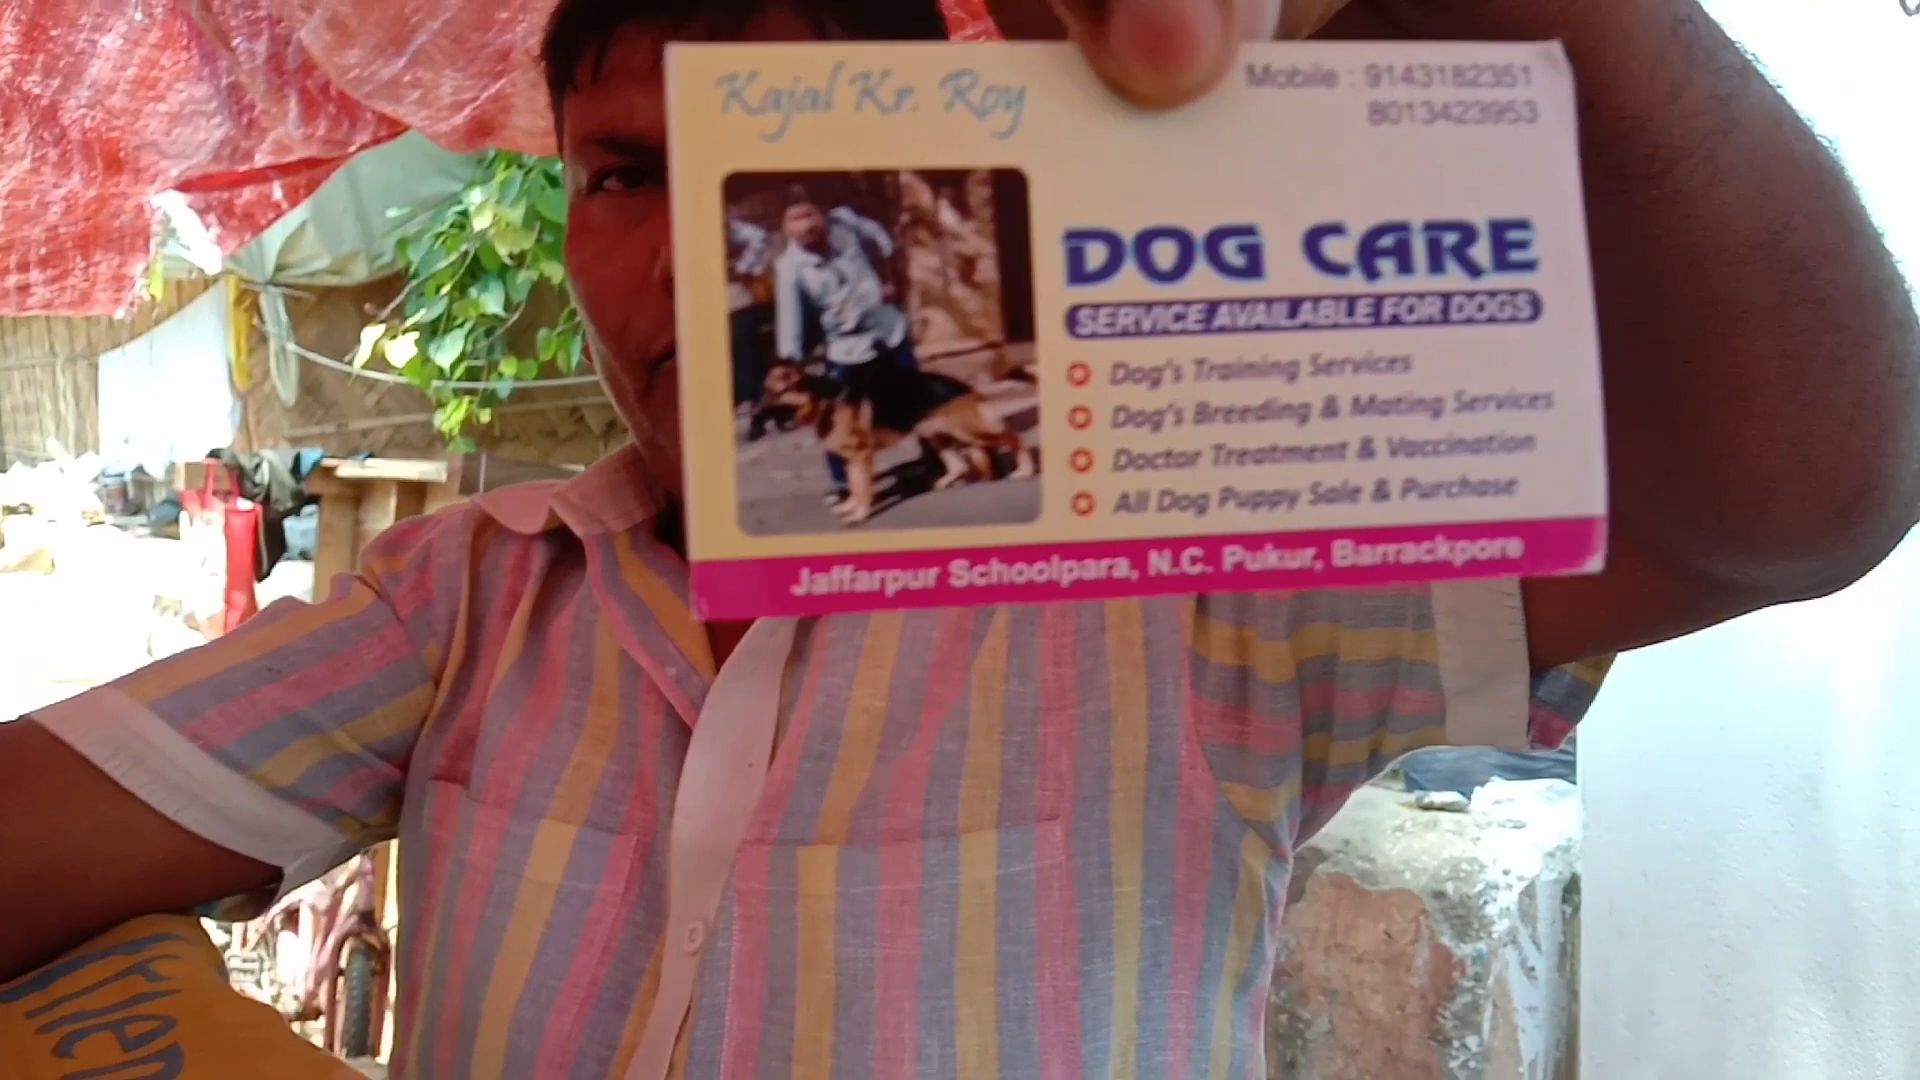 Kajal Kr. Roy
Mobile : 9143182351
8013423953
DOG CARE
SERVICE AVAILABLE FOR DOGS
Dog's Training Services
Dog's Breeding & Mating Services
Doctor Treatment & Vaccination
All Dog Puppy Sale & Purchase
Jaffarpur Schoolpara, N.C. Pukur, Barrackpore